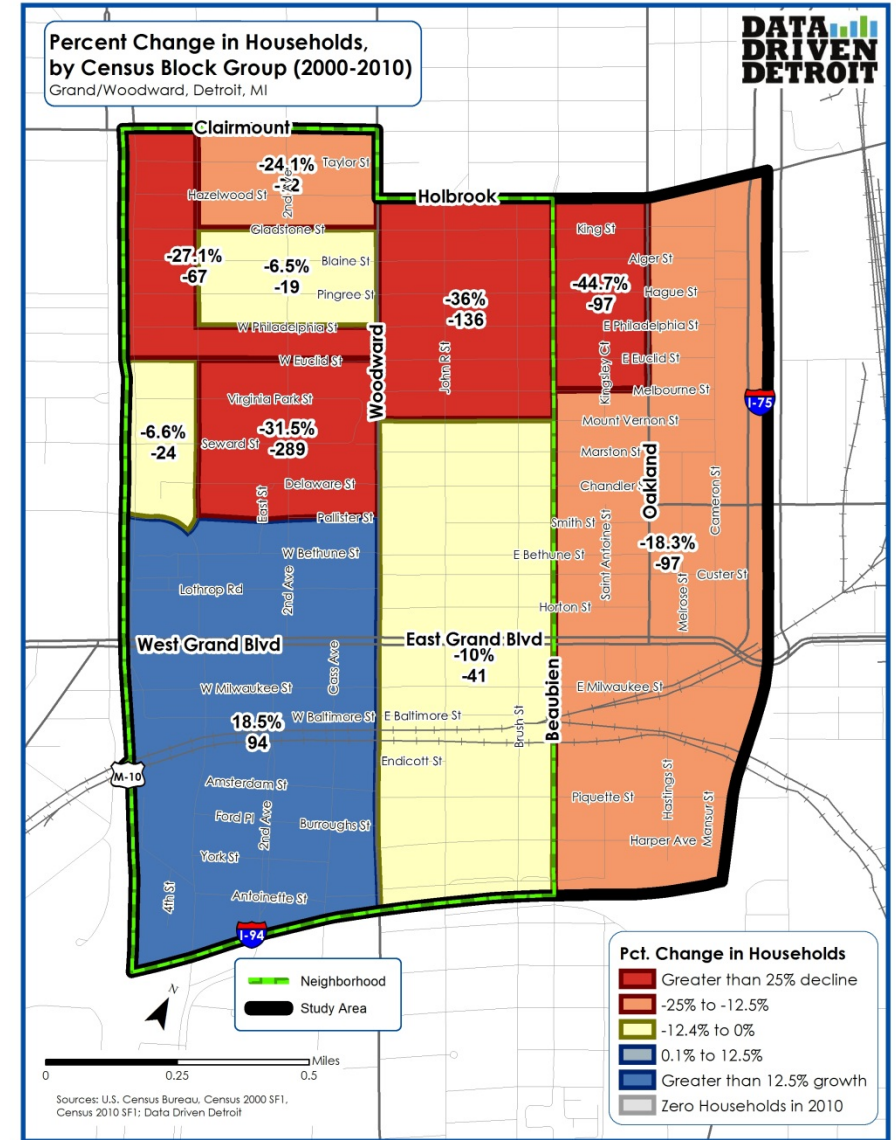 Percent Change in Households,
by Census Block Group (2000-2010)
Grand/Woodward, Detroit, MI
DATA
DRIVEN
DETROIT
Clairmount
-24.1%
Taylor St
Hazelwood St
2nd Ave
Holbrook
Gladstone St
King St
-27.1%
-67
Blaine St
-6.5%
-19
Pingree St
Alger St
-44.7%
-97
Hague St
-36%
-136
W Philadelphia St
E Philadelphia St
Woodward
John R St
W Euclid St
E Euclid St
Kingsley Ct
Melbourne St
I-75
Virginia Park St
Mount Vernon St
-6.6%
-24
Seward St
-31.5%
-289
Marston St
Oakland
Delaware St
Chandler St
Cameron St
East St
Pallister St
Smith St
W Bethune St
E Bethune St
Saint Antoine St
-18.3%
-97
2nd Ave
Lothrop Rd
Custer St
Melrose St
Horton St
West Grand Blvd
East Grand Blvd
-10%
-41
Cass Ave
Beaubien
W Milwaukee St
E Milwaukee St
18.5%
94
W Baltimore St
E Baltimore St
Brush St
M-10
Endicott St
Amsterdam St
Piquette St
Hastings St
Mansur St
Ford Pl
2nd Ave
Burroughs St
Harper Ave
York St
4th St
Antoinette St
I-94
Neighborhood
Study Area
N
Miles
0
0.25
0.5
Sources: U.S. Census Bureau, Census 2000 SF1,
Census 2010 SF1; Data Driven Detroit
Pct. Change in Households
Greater than 25% decline
-25% to -12.5%
-12.4% to 0%
0.1% to 12.5%
Greater than 12.5% growth
Zero Households in 2010